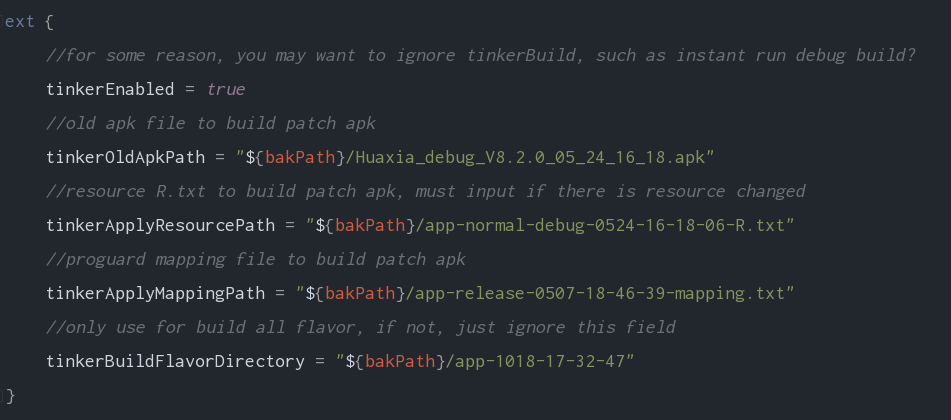 ext {
//for some reason, you may want to ignore tinkerBuild, such as instant run debug build?
tinkerEnabled = true
//old apk file to build patch apk
tinkerOldApkPath = "${bakPath}/Huaxia_debug_V8.2.0_05_24_16_18.apk"
//resource R.txt to build patch apk, must input if there is resource changed
tinkerApplyResourcePath = "${bakPath}/app-normal-debug-0524-16-18-06-R.txt"
//proguard mapping file to build patch apk
tinkerApplyMappingPath = "${bakPath}/app-release-0507-18-46-39-mapping.txt"
//only use for build all flavor, if not, just ignore this field
tinkerBuildFlavorDirectory = "${bakPath}/app-1018-17-32-47"
}